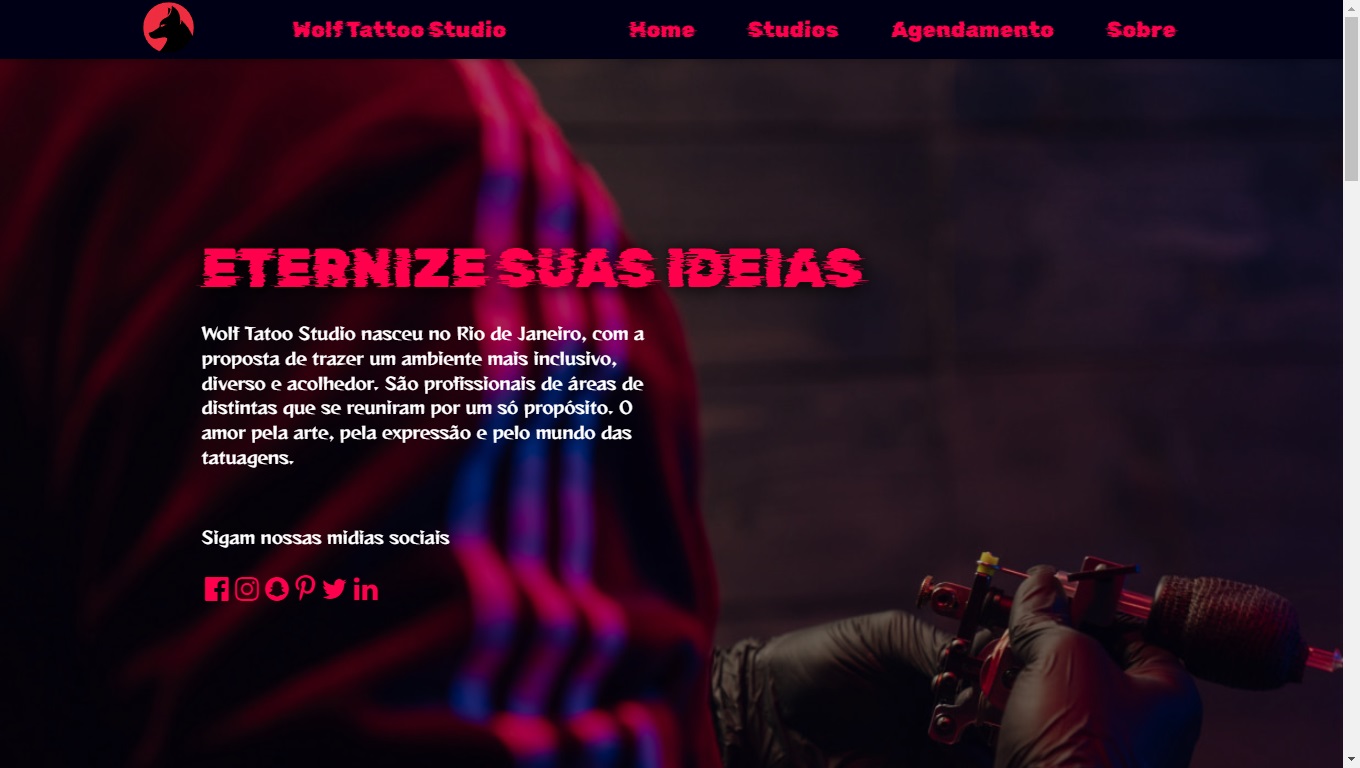 Wolf Tattoo Studio Home Studios Agendamento Sobre
ETERNIZE SUAS IDEIAS
Wolf Tatoo Studio nasceu no Rio de Janeiro, com a
proposta de trazer um ambiente mais inclusivo,
diverso e acolhedor. São profissionais de áreas de
distintas que se reuniram por um só propósito. O
amor pela arte, pela expressão e pelo mundo das
tatuagens.
Sigam nossas midias sociais